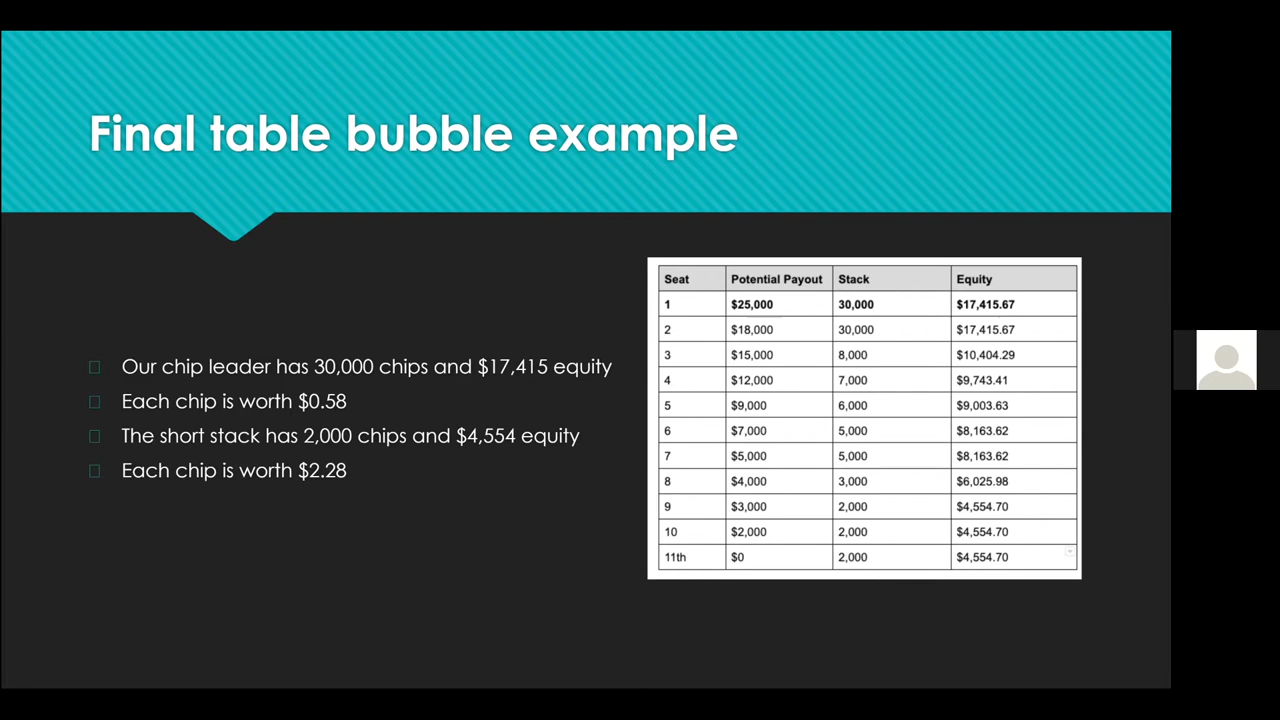 Final table bubble example
Our chip leader has 30,000 chips and $17,415 equity
Each chip is worth $0.58
The short stack has 2,000 chips and $4,554 equity
Each chip is worth $2.28
Seat Potential Payout Stack Equity
1 $25,000 30,000 $17,415.67
2 $18,000 30,000 $17,415.67
3 $15,000 8,000 $10,404.29
4 $12,000 7,000 $9,743.41
5 $9,000 6,000 $9,003.63
6 $7,000 5,000 $8,163.62
7 $5,000 5,000 $8,163.62
8 $4,000 3,000 $6,025.98
9 $3,000 2,000 $4,554.70
10 $2,000 2,000 $4,554.70
11th $0 2,000 $4,554.70